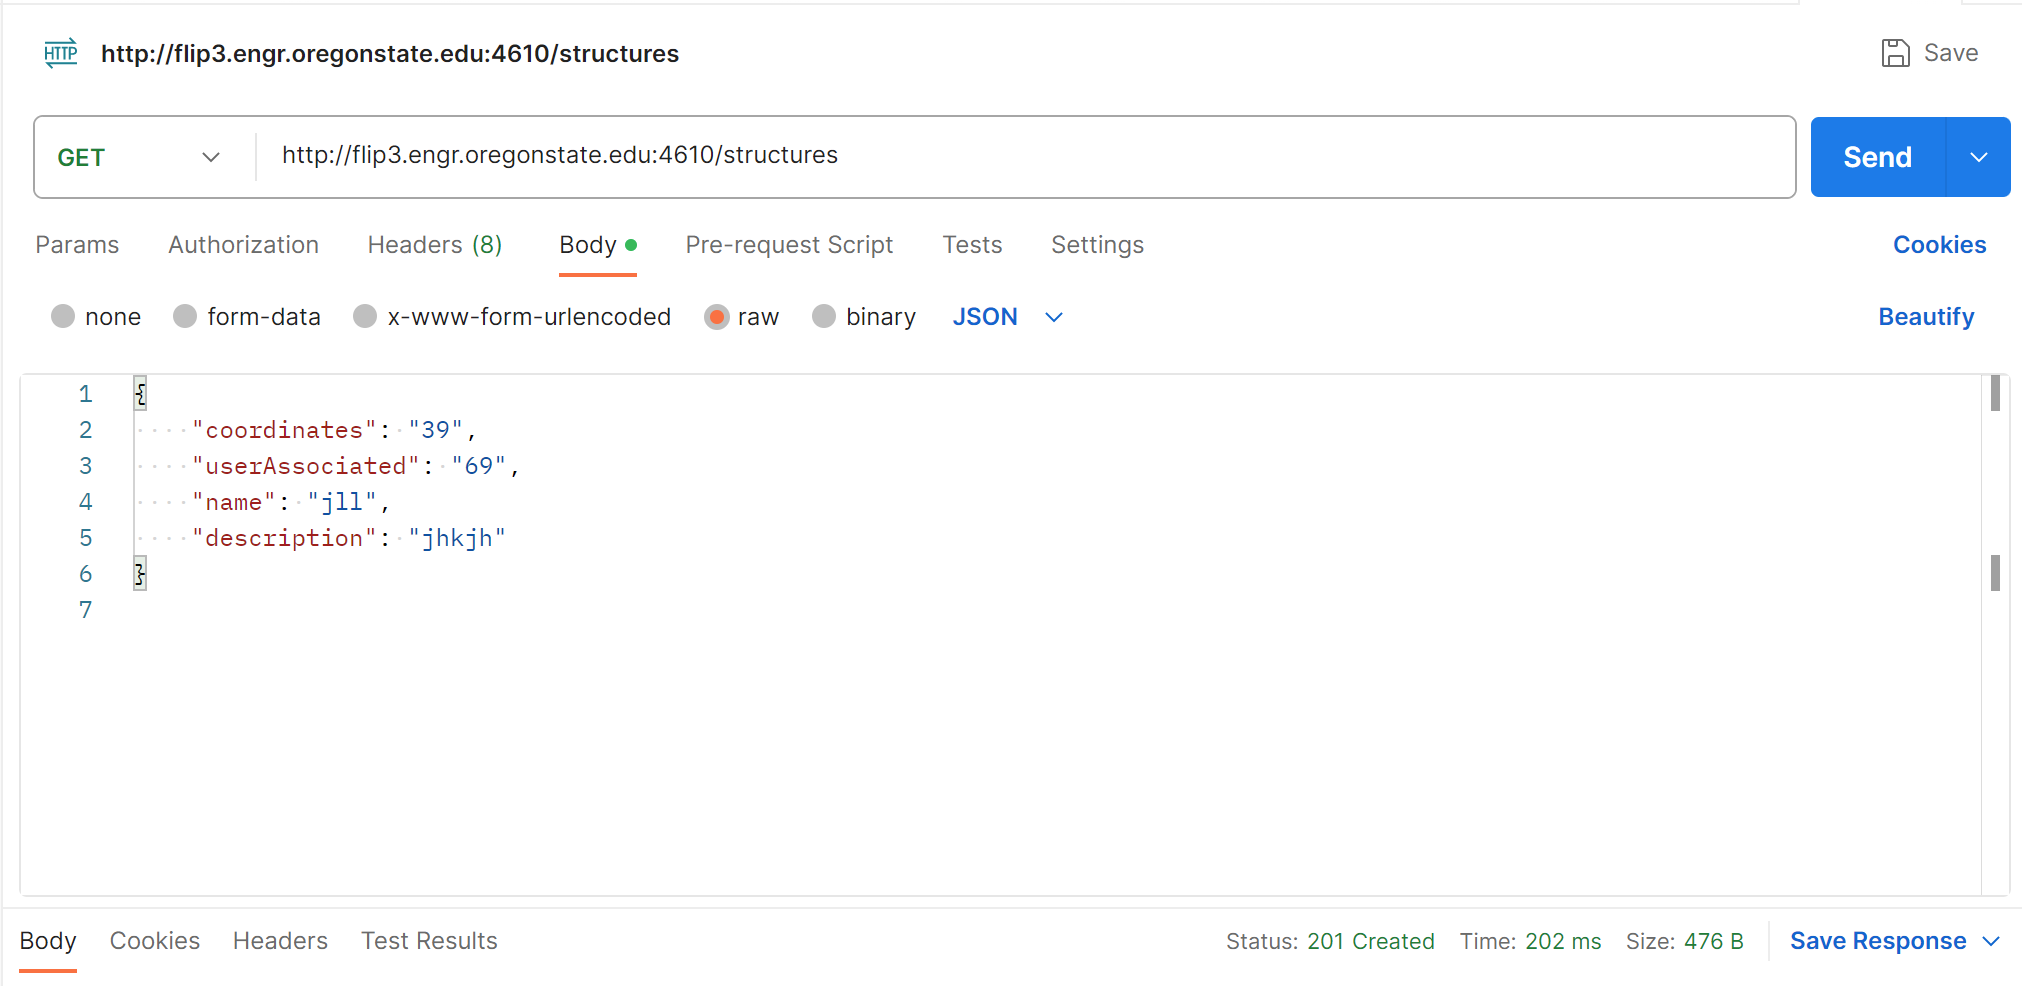 HTTP http://flip3.engr.oregonstate.edu:4610/structures Save
GET http://flip3.engr.oregonstate.edu:4610/structures Send
Params Authorization Headers (8) Body Pre-request Script Tests Settings Cookies
none form-data x-www-form-urlencoded raw binary JSON Beautify
1 {
2 "coordinates": "39",
3 "userAssociated": "69",
4 "name": "jll",
5 "description": "jhkjh"
6 }
7
Body Cookies Headers Test Results Status: 201 Created Time: 202 ms Size: 476 B Save Response